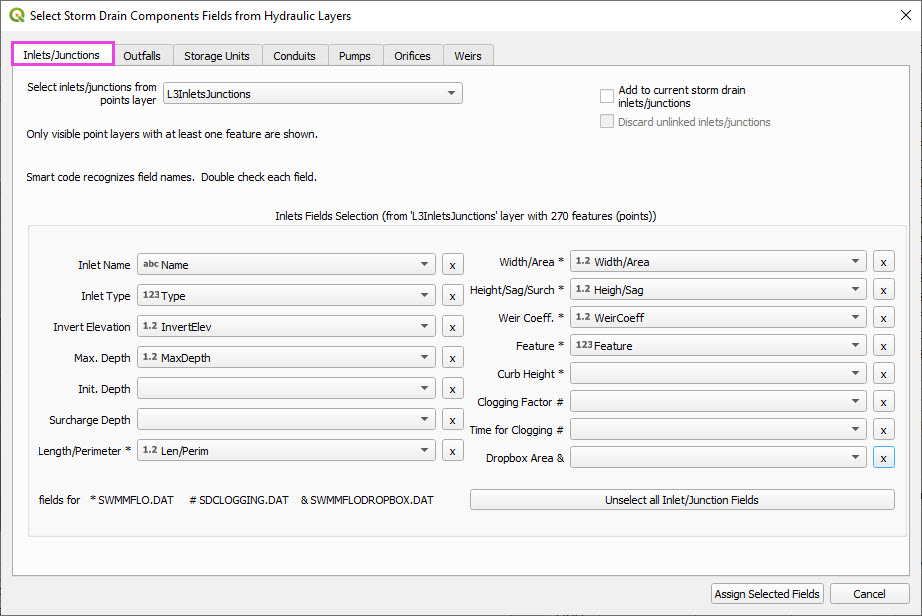 Select Storm Drain Components Fields from Hydraulic Layers
Inlets/Junctions Outfalls Storage Units Conduits Pumps Orifices Weirs
Select inlets/junctions from
points layer
L3InletsJunctions
Add to current storm drain
inlets/junctions
Discard unlinked inlets/junctions
Only visible point layers with at least one feature are shown.
Smart code recognizes field names. Double check each field.
Inlets Fields Selection (from 'L3InletsJunctions' layer with 270 features (points))
Inlet Name abc Name x
Inlet Type 123 Type x
Invert Elevation 1.2 InvertElev x
Max. Depth 1.2 MaxDepth x
Init. Depth x
Surcharge Depth x
Length/Perimeter * 1.2 Len/Perim x
Width/Area * 1.2 Width/Area x
Height/Sag/Surch * 1.2 Heigh/Sag x
Weir Coeff. * 1.2 WeirCoeff x
Feature * 123 Feature x
Curb Height * x
Clogging Factor # x
Time for Clogging # x
Dropbox Area & x
fields for * SWMMFLO.DAT # SDCLOGGING.DAT & SWMMFLODROPBOX.DAT
Unselect all Inlet/Junction Fields
Assign Selected Fields Cancel